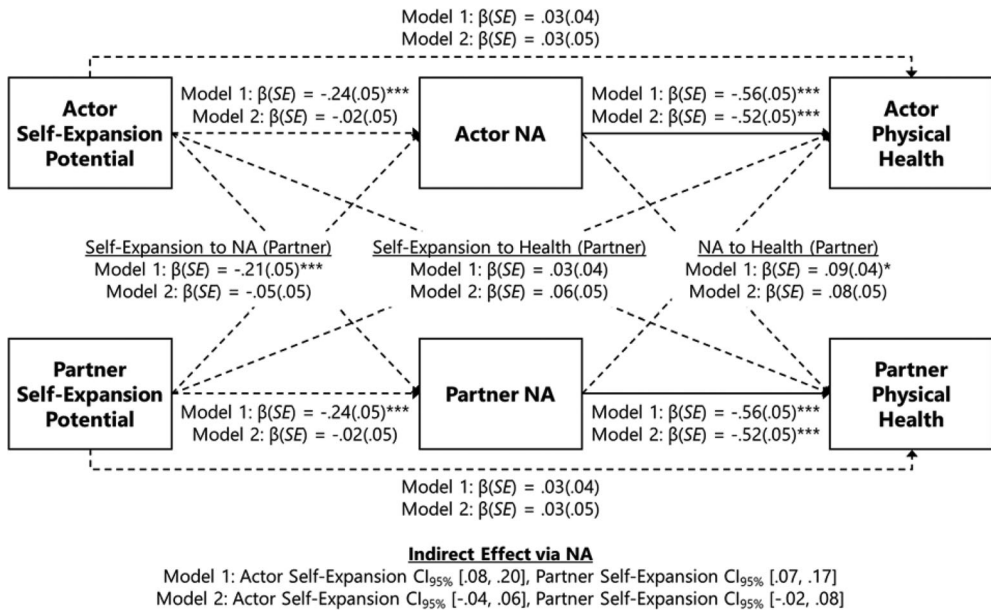 Model 1: β(SE) = .03(.04)
Model 2: β(SE) = .03(.05)
Actor
Self-Expansion
Potential
Model 1: β(SE) = -.24(.05)***
Model 2: β(SE) = -.02(.05)
Actor NA
Model 1: β(SE) = -.56(.05)***
Model 2: β(SE) = -.52(.05)***
Actor
Physical
Health
Self-Expansion to NA (Partner)
Model 1: β(SE) = -.21(.05)***
Model 2: β(SE) = -.05(.05)
Self-Expansion to Health (Partner)
Model 1: β(SE) = .03(.04)
Model 2: β(SE) = .06(.05)
NA to Health (Partner)
Model 1: β(SE) = .09(.04)*
Model 2: β(SE) = .08(.05)
Partner
Self-Expansion
Potential
Model 1: β(SE) = -.24(.05)***
Model 2: β(SE) = -.02(.05)
Partner NA
Model 1: β(SE) = -.56(.05)***
Model 2: β(SE) = -.52(.05)***
Partner
Physical
Health
Model 1: β(SE) = .03(.04)
Model 2: β(SE) = .03(.05)
Indirect Effect via NA
Model 1: Actor Self-Expansion CI95% [.08, .20], Partner Self-Expansion CI95% [.07, .17]
Model 2: Actor Self-Expansion CI95% [-.04, .06], Partner Self-Expansion CI95% [-.02, .08]